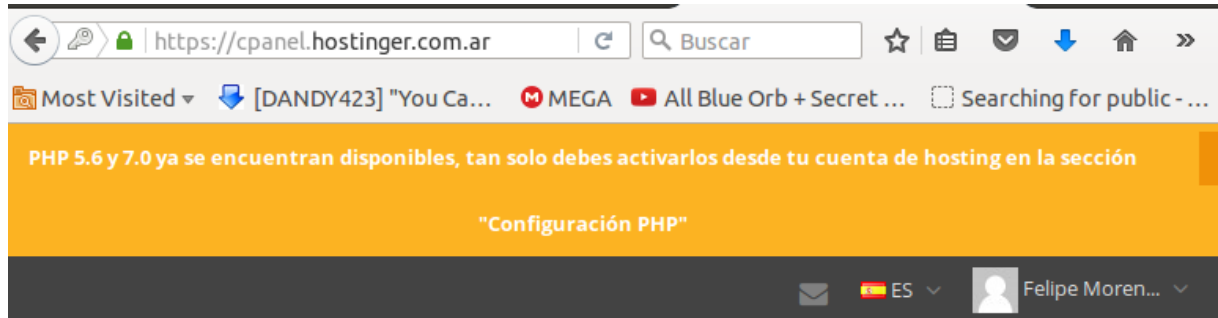 https://cpanel.hostinger.com.ar Buscar
Most Visited [DANDY423] "You Ca... MEGA All Blue Orb + Secret ... Searching for public - ...
PHP 5.6 y 7.0 ya se encuentran disponibles, tan solo debes activarlos desde tu cuenta de hosting en la sección
"Configuración PHP"
ES Felipe Moren...